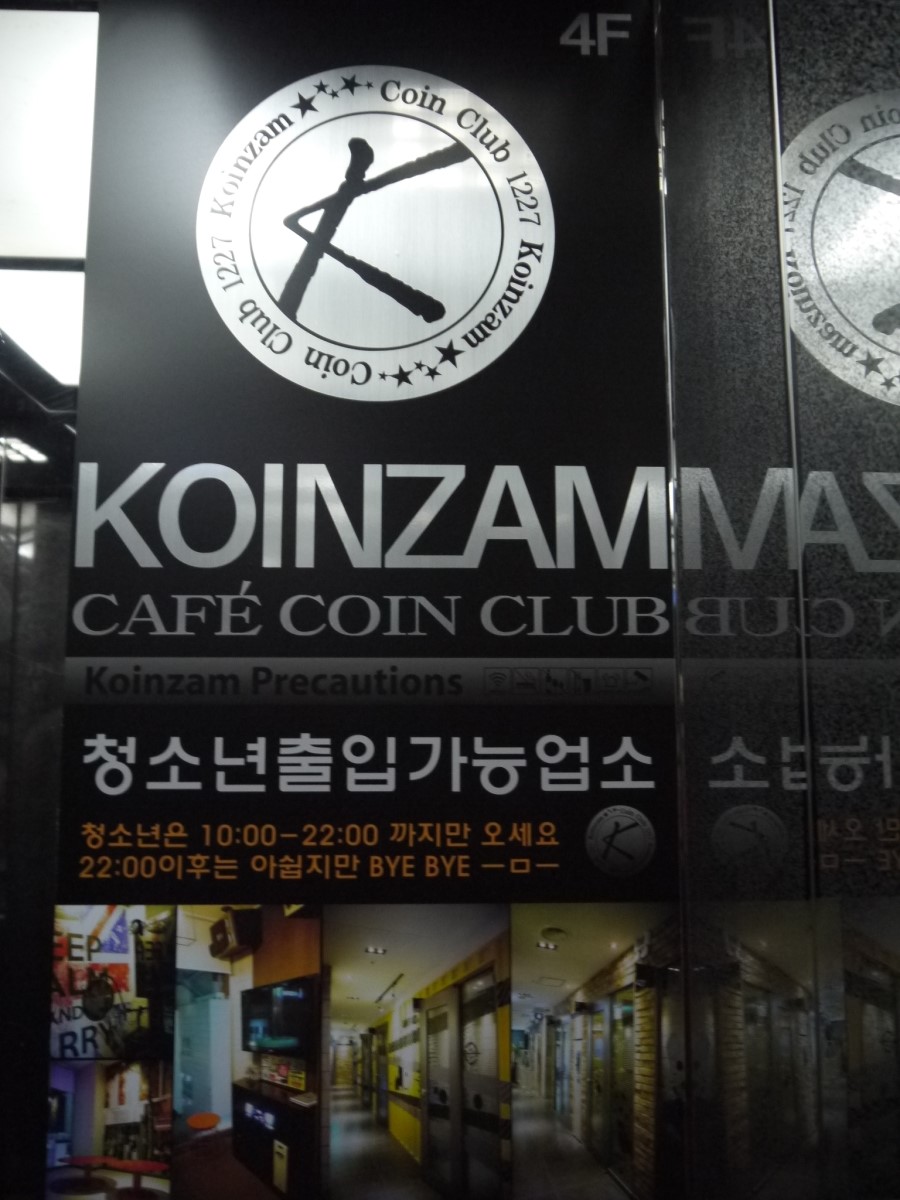 4F
Coin Club 1227 Koinzam
Coin Club 1227 Koinzam
KOINZAM
CAFÉ COIN CLUB
Koinzam Precautions
청소년출입가능업소
청소년은 10:00-22:00 까지만 오세요
22:00이후는 아쉽지만 BYE BYE ㅡㅁㅡ